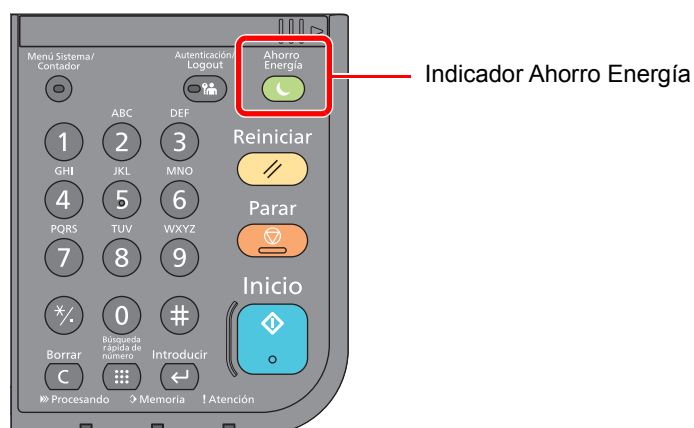 Menú Sistema/
Contador
Autenticación/
Logout
Ahorro
Energía
Indicador Ahorro Energía
ABC
DEF
1
2
3
Reiniciar
GHI
JKL
MNO
4
5
6
Parar
PQRS
TUV
WXYZ
7
8
9
Inicio
*/.
0
#
Borrar
Búsqueda
rápida de
número
Introducir
C
Procesando
Memoria
! Atención